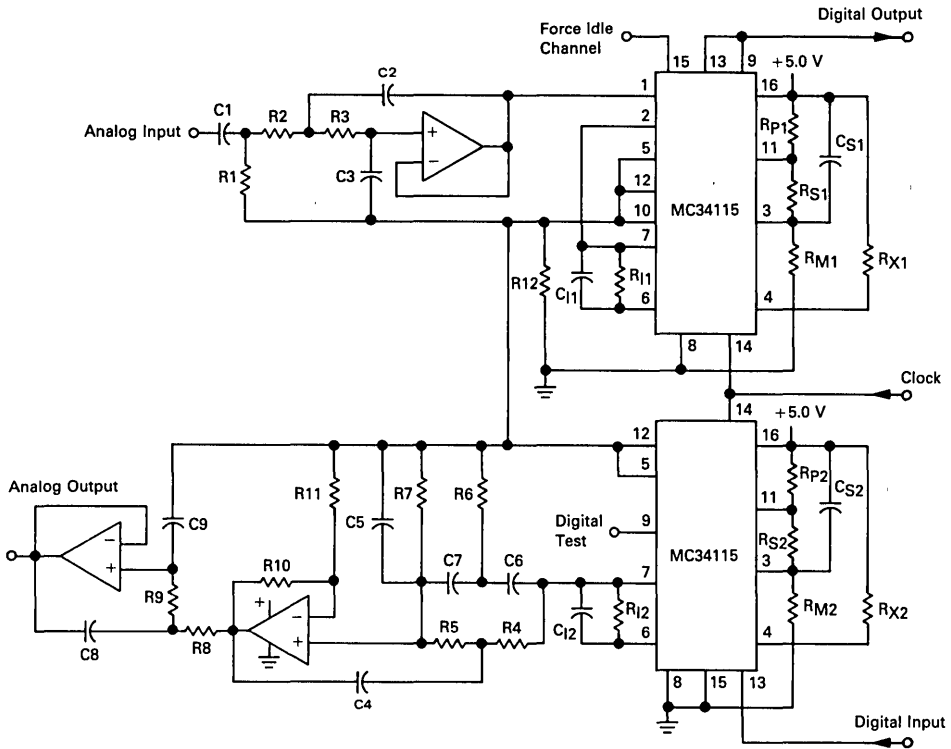 Digital Output
Force Idle
Channel
15
13
9
+5.0 V
C2
1
16
C1
R2
R3
2
RP1
Analog Input
+
−
5
11
CS1
R1
C3
12
RS1
10
MC34115
3
7
R12
CI1
RI1
RM1
RX1
6
4
8
14
Clock
14
+5.0 V
12
16
Analog Output
R11
R7
R6
5
RP2
CS2
C9
C5
11
Digital
Test
9
RS2
−
+
MC34115
3
R10
C7
C6
7
R9
+
−
+
CI2
RI2
RM2
RX2
C8
R8
R5
R4
6
4
C4
8
15
13
Digital Input